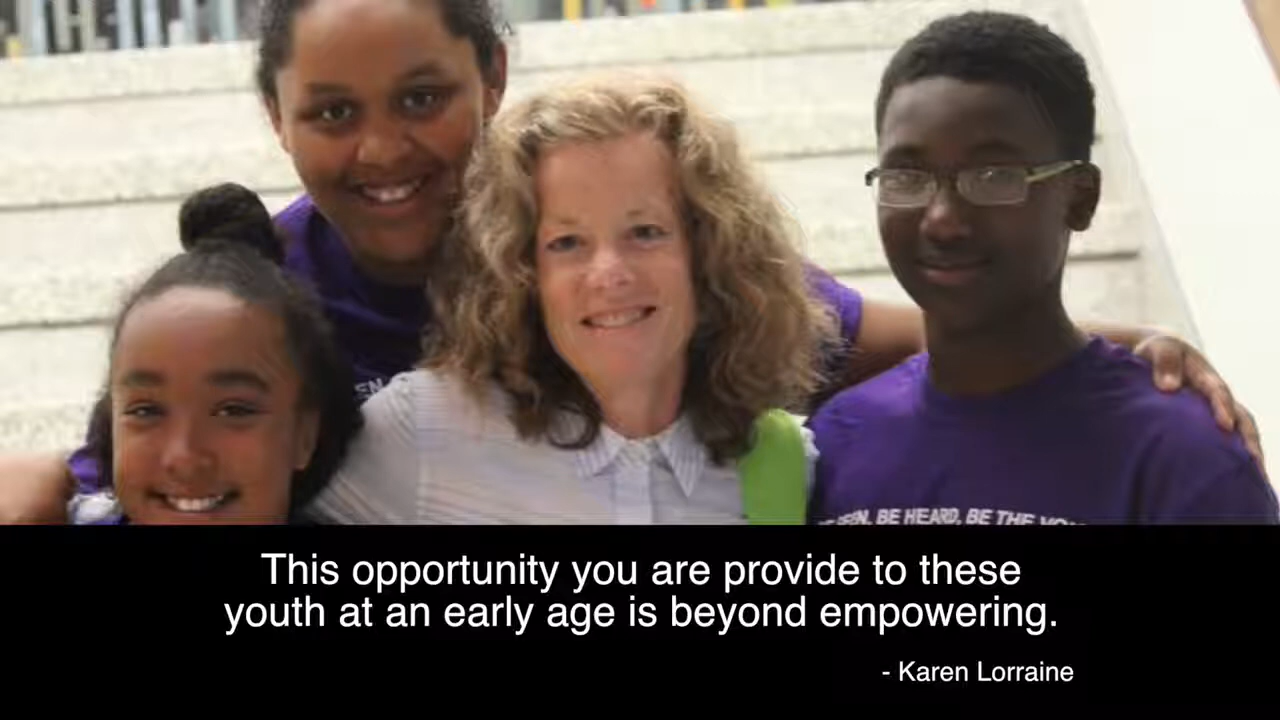 EEN, BE HEARD, BE THE
This opportunity you are provide to these
youth at an early age is beyond empowering.
- Karen Lorraine